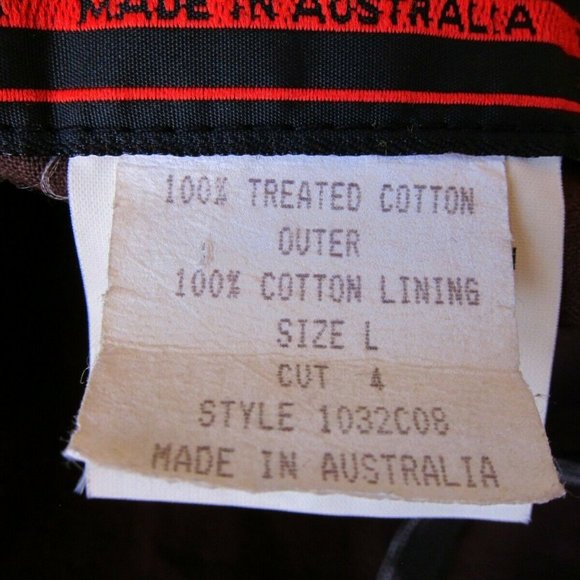 MADE IN AUSTRALIA
100% TREATED COTTON
OUTER
100% COTTON LINING
SIZE L
CUT 4
STYLE 1032C08
MADE IN AUSTRALIA